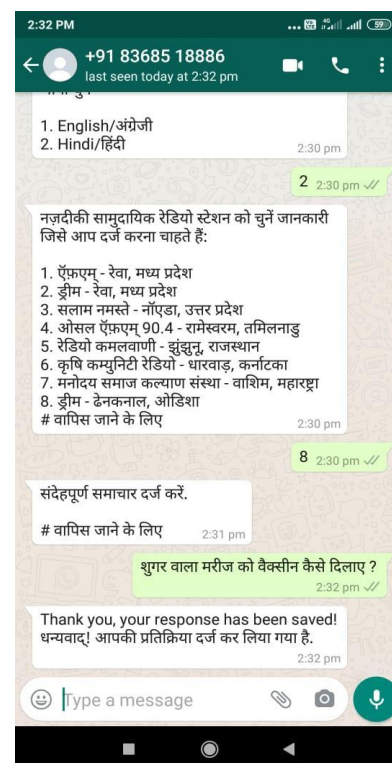 2:32 PM
4G
59
+91 83685 18886
last seen today at 2:32 pm
1. English/अंग्रेजी
2. Hindi/हिंदी
2:30 pm
2 2:30 pm
नज़दीकी सामुदायिक रेडियो स्टेशन को चुनें जानकारी
जिसे आप दर्ज करना चाहते हैं:
1. ऍफ़एम् - रेवा, मध्य प्रदेश
2. ड्रीम - रेवा, मध्य प्रदेश
3. सलाम नमस्ते - नॉएडा, उत्तर प्रदेश
4. ओसल ऍफ़एम् 90.4 - रामेस्वरम, तमिलनाडु
5. रेडियो कमलवाणी - झुंझुनू, राजस्थान
6. कृषि कम्युनिटी रेडियो - धारवाड़, कर्नाटका
7. मनोदय समाज कल्याण संस्था - वाशिम, महाराष्ट्रा
8. ड्रीम - ढेनकनाल, ओडिशा
# वापिस जाने के लिए
2:30 pm
8 2:30 pm
संदेहपूर्ण समाचार दर्ज करें.
# वापिस जाने के लिए
2:31 pm
शुगर वाला मरीज को वैक्सीन कैसे दिलाए ?
2:32 pm
Thank you, your response has been saved!
धन्यवाद्! आपकी प्रतिक्रिया दर्ज कर लिया गया है.
2:32 pm
Type a message